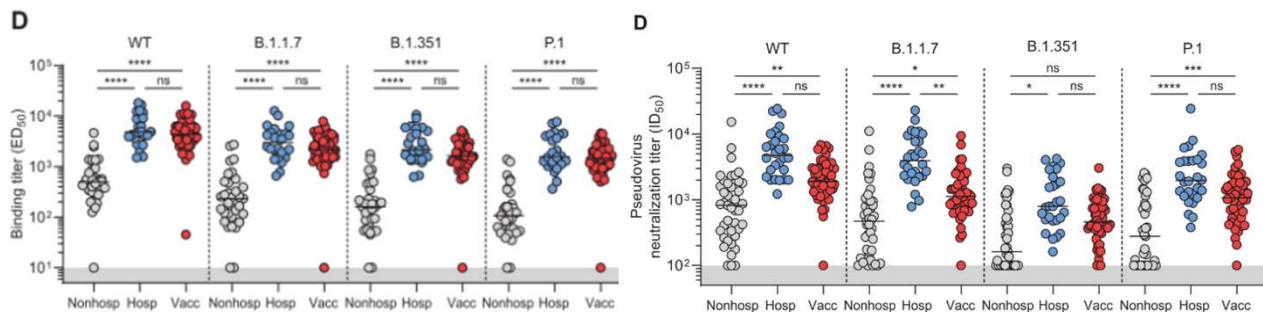 D
WT B.1.1.7 B.1.351 P.1
**** **** **** ****
**** ns **** ns **** ns **** ns
Binding titer (ED50)
10^5
10^4
10^3
10^2
10^1
Nonhosp Hosp Vacc Nonhosp Hosp Vacc Nonhosp Hosp Vacc Nonhosp Hosp Vacc
D
WT B.1.1.7 B.1.351 P.1
** * ns ***
**** ns **** ** * ns **** ns
Pseudovirus
neutralization titer (ID50)
10^5
10^4
10^3
10^2
Nonhosp Hosp Vacc Nonhosp Hosp Vacc Nonhosp Hosp Vacc Nonhosp Hosp Vacc